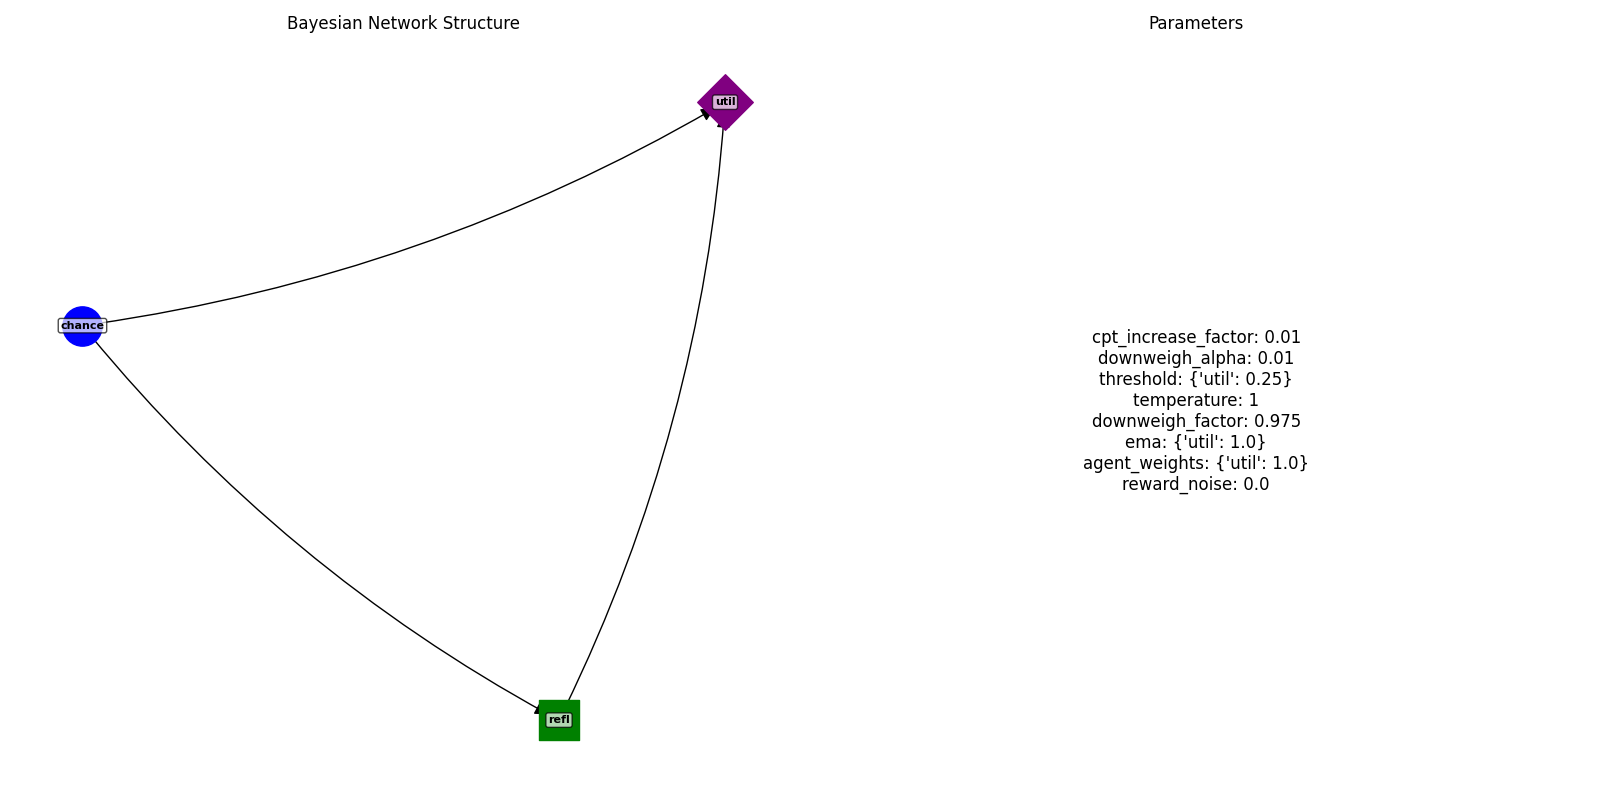 Bayesian Network Structure
Parameters
util
chance
refl
cpt_increase_factor: 0.01
downweigh_alpha: 0.01
threshold: {'util': 0.25}
temperature: 1
downweigh_factor: 0.975
ema: {'util': 1.0}
agent_weights: {'util': 1.0}
reward_noise: 0.0